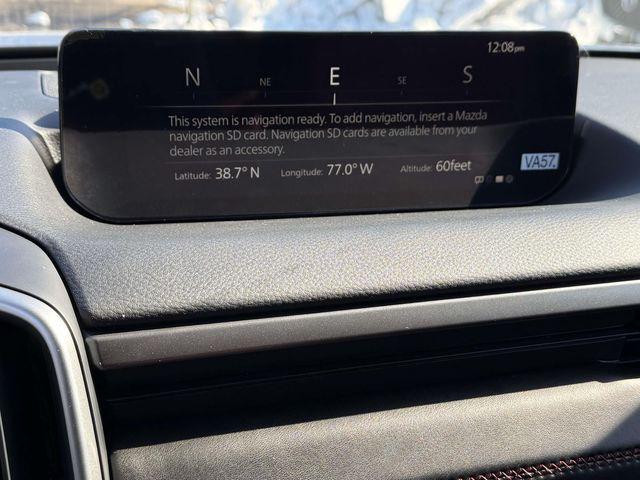 12:08pm
N NE E SE S
This system is navigation ready. To add navigation, insert a Mazda
navigation SD card. Navigation SD cards are available from your
dealer as an accessory.
Latitude: 38.7° N Longitude: 77.0° W Altitude: 60feet
VA57.